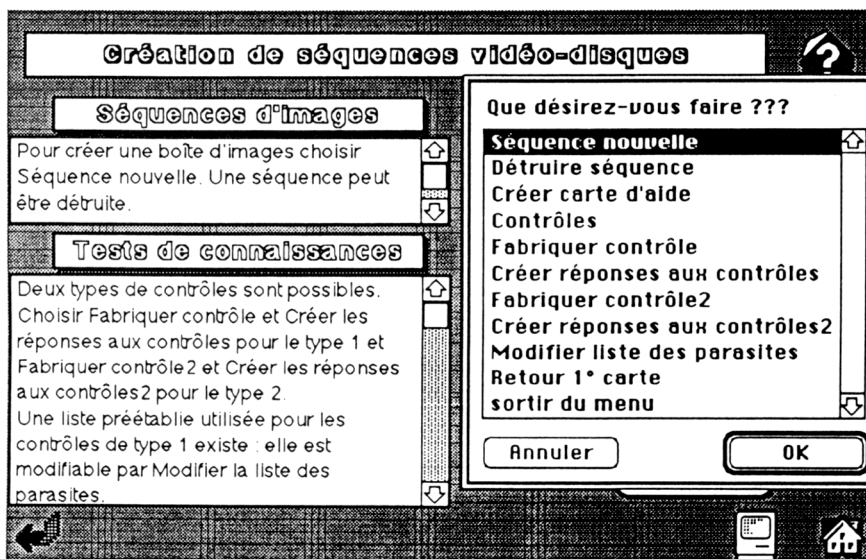 Création de séquences vidéo-disques
?
Séquences d'images
Pour créer une boîte d'images choisir
Séquence nouvelle. Une séquence peut
être détruite.
Tests de connaissances
Deux types de contrôles sont possibles.
Choisir Fabriquer contrôle et Créer les
réponses aux contrôles pour le type 1 et
Fabriquer contrôle2 et Créer les réponses
aux contrôles2 pour le type 2.
Une liste préétablie utilisée pour les
contrôles de type 1 existe : elle est
modifiable par Modifier la liste des
parasites.
Que désirez-vous faire ???
Séquence nouvelle
Détruire séquence
Créer carte d'aide
Contrôles
Fabriquer contrôle
Créer réponses aux contrôles
Fabriquer contrôle2
Créer réponses aux contrôles2
Modifier liste des parasites
Retour 1° carte
sortir du menu
Annuler
OK